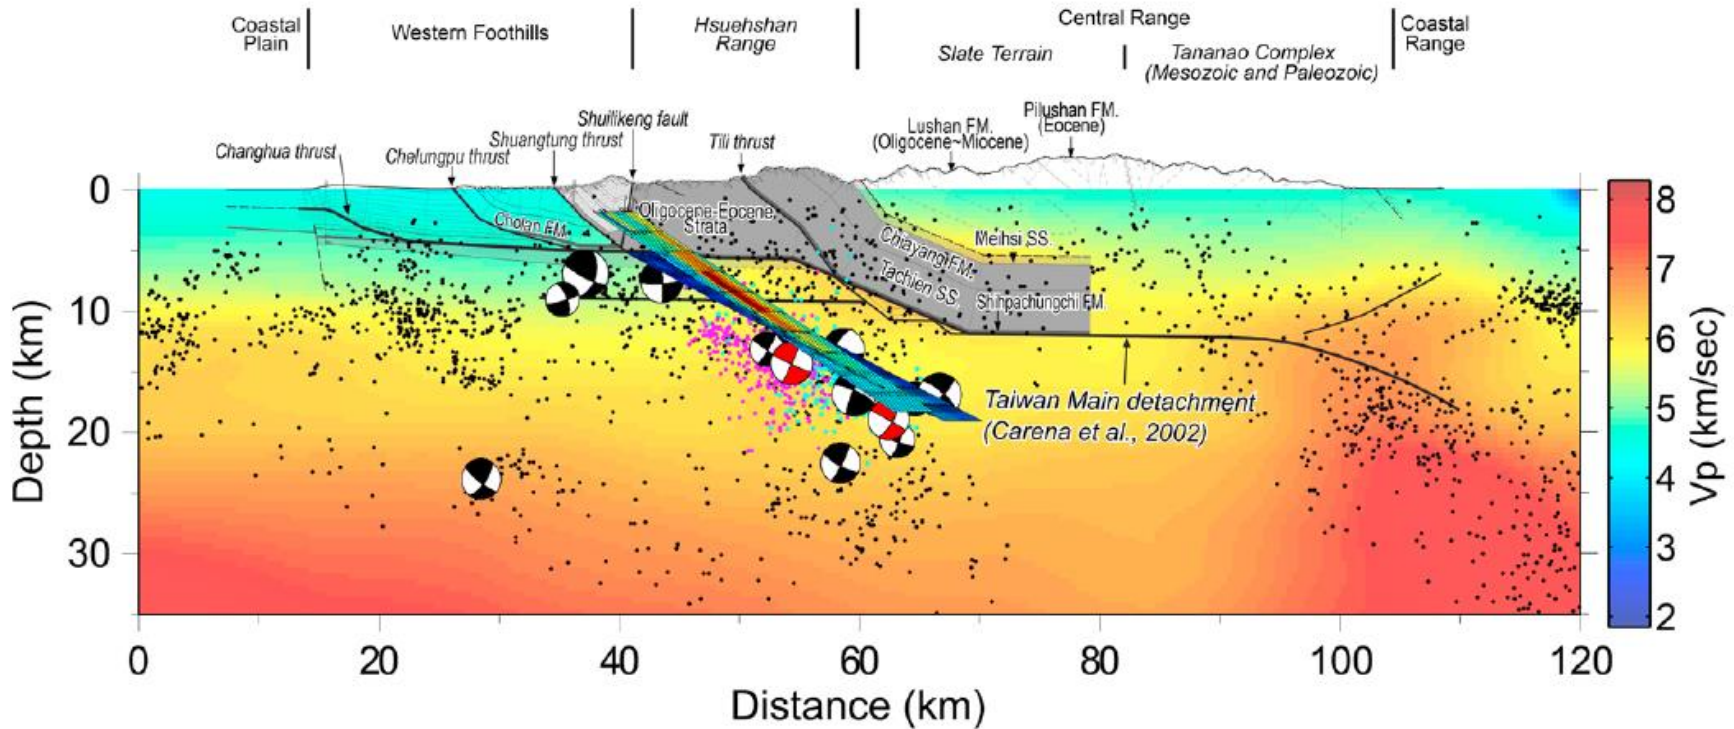 Coastal
Plain
Western Foothills
Hsuehshan
Range
Central Range
Slate Terrain
Tananao Complex
(Mesozoic and Paleozoic)
Coastal
Range
Changhua thrust
Chelungpu thrust
Shuangtung thrust
Shuilikeng fault
Tili thrust
Lushan FM.
(Oligocene~Miocene)
Pilushan FM.
(Eocene)
Cholan FM.
Oligocene-Eocene
Strata
Chiayang FM.
Tachien SS.
Meihsi SS.
Shihpachungchi FM.
Taiwan Main detachment
(Carena et al., 2002)
0
10
20
30
Depth (km)
0 20 40 60 80 100 120
Distance (km)
8
7
6
5
4
3
2
Vp (km/sec)